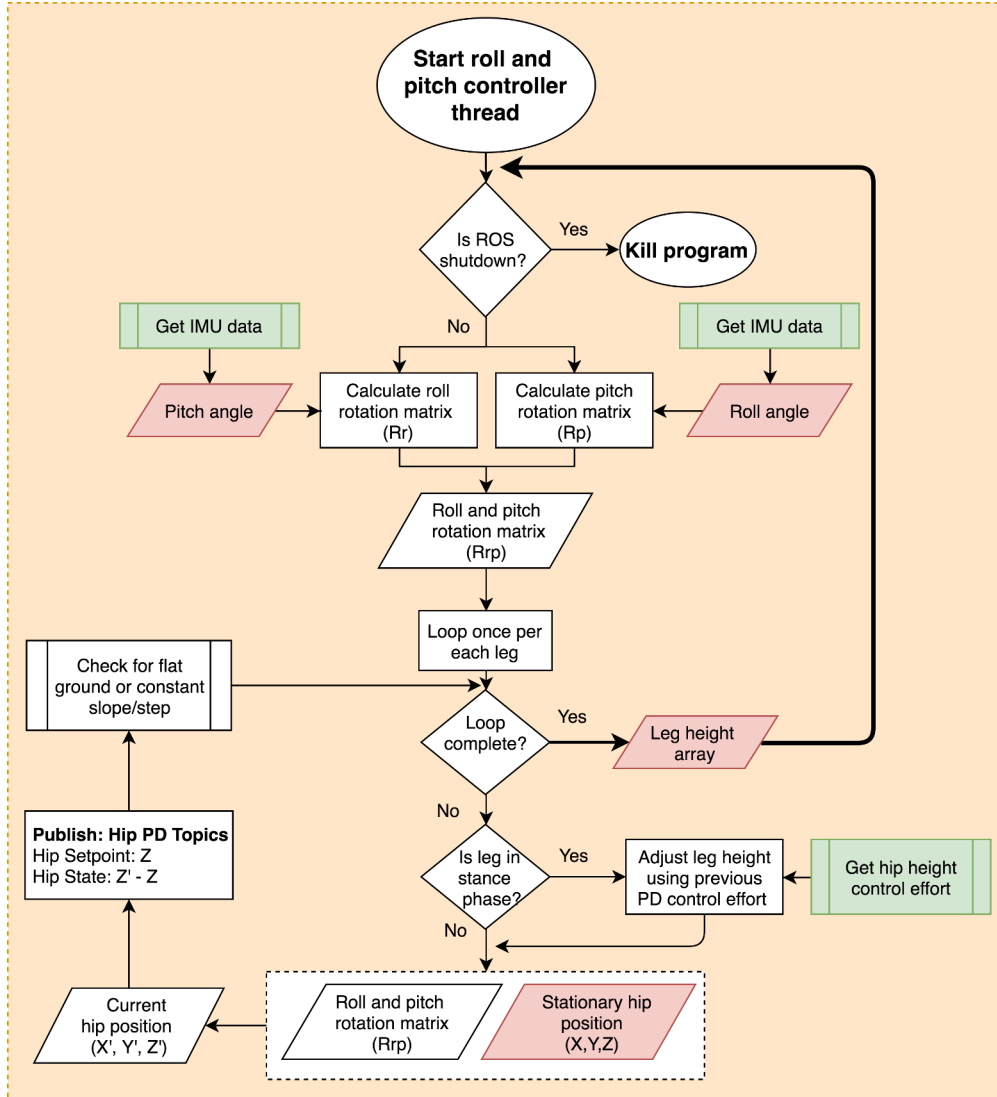 Start roll and
pitch controller
thread
Is ROS
shutdown?
Yes
Kill program
No
Get IMU data
Get IMU data
Pitch angle
Calculate roll
rotation matrix
(Rr)
Calculate pitch
rotation matrix
(Rp)
Roll angle
Roll and pitch
rotation matrix
(Rrp)
Loop once per
each leg
Check for flat
ground or constant
slope/step
Loop
complete?
Yes
Leg height
array
No
Publish: Hip PD Topics
Hip Setpoint: Z
Hip State: Z' - Z
Is leg in
stance
phase?
Yes
Adjust leg height
using previous
PD control effort
Get hip height
control effort
No
Current
hip position
(X', Y', Z')
Roll and pitch
rotation matrix
(Rrp)
Stationary hip
position
(X,Y,Z)